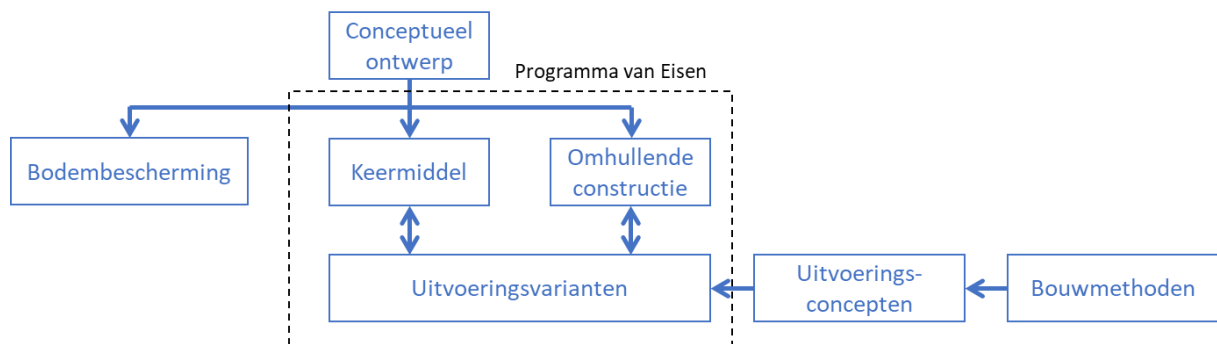 Conceptueel
ontwerp
Programma van Eisen
Bodembescherming
Keermiddel
Omhullende
constructie
Uitvoeringsvarianten
Uitvoerings-
concepten
Bouwmethoden